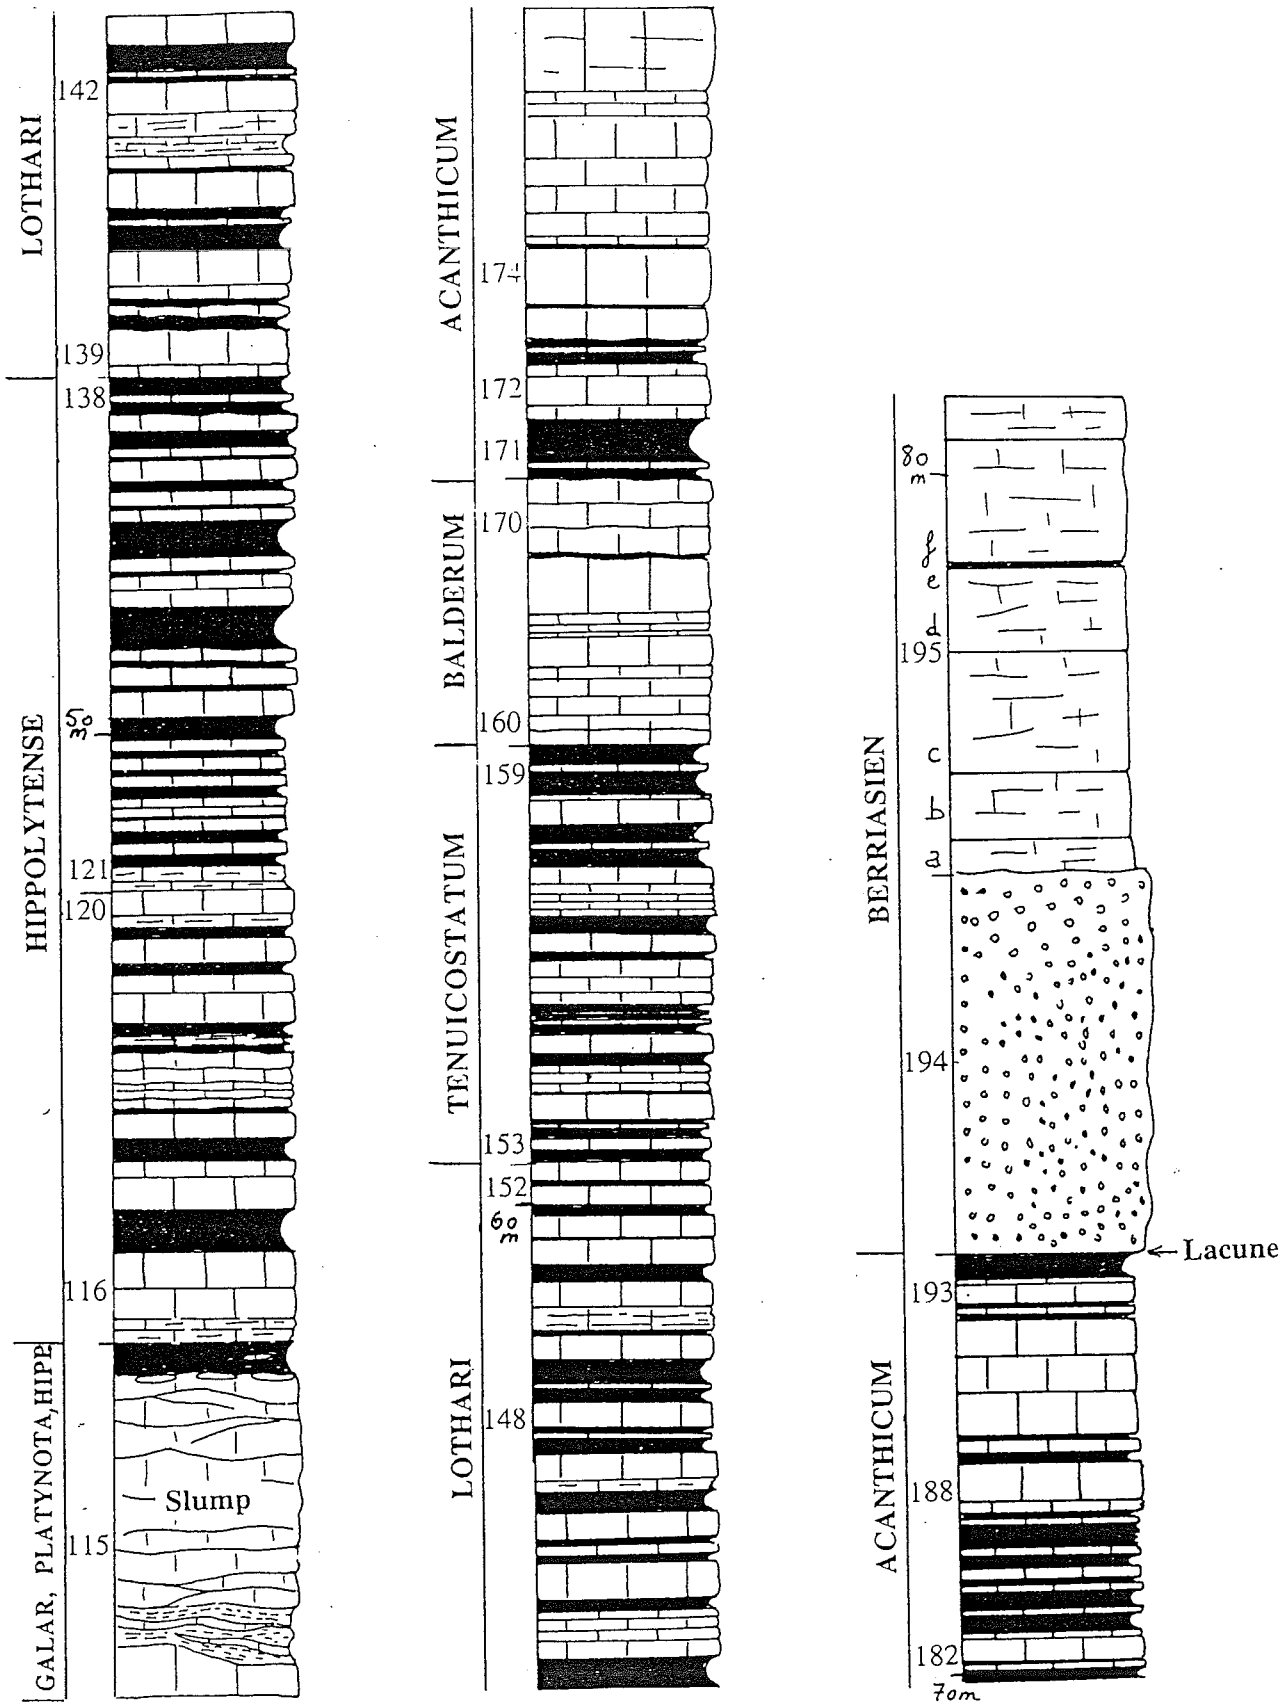 LOTHARI
142
139
138
HIPPOLYTENSE
50
m
121
120
116
GALAR, PLATYNOTA, HIPP.
Slump
115
ACANTHICUM
174
172
171
BALDERUM
170
160
TENUICOSTATUM
159
153
152
60
m
LOTHARI
148
BERRIASIEN
80
m
f
e
d
195
c
b
a
194
Lacune
ACANTHICUM
193
188
182
70m